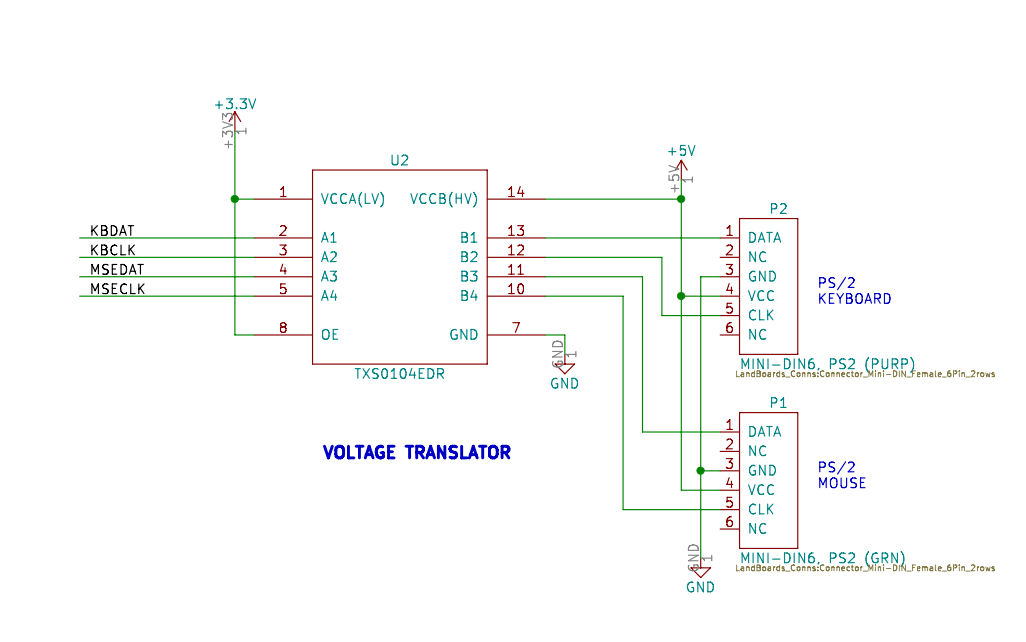 +3.3V
+3V3
1
U2
1 VCCA(LV) VCCB(HV) 14
KBDAT 2 A1 B1 13
KBCLK 3 A2 B2 12
MSEDAT 4 A3 B3 11
MSECLK 5 A4 B4 10
8 OE GND 7
TXS0104EDR
GND
1
GND
VOLTAGE TRANSLATOR
+5V
+5V
1
P2
1 DATA
2 NC
3 GND
4 VCC
5 CLK
6 NC
PS/2
KEYBOARD
MINI-DIN6, PS2 (PURP)
LandBoards_Conns:Connector_Mini-DIN_Female_6Pin_2rows
P1
1 DATA
2 NC
3 GND
4 VCC
5 CLK
6 NC
PS/2
MOUSE
MINI-DIN6, PS2 (GRN)
LandBoards_Conns:Connector_Mini-DIN_Female_6Pin_2rows
GND
1
GND